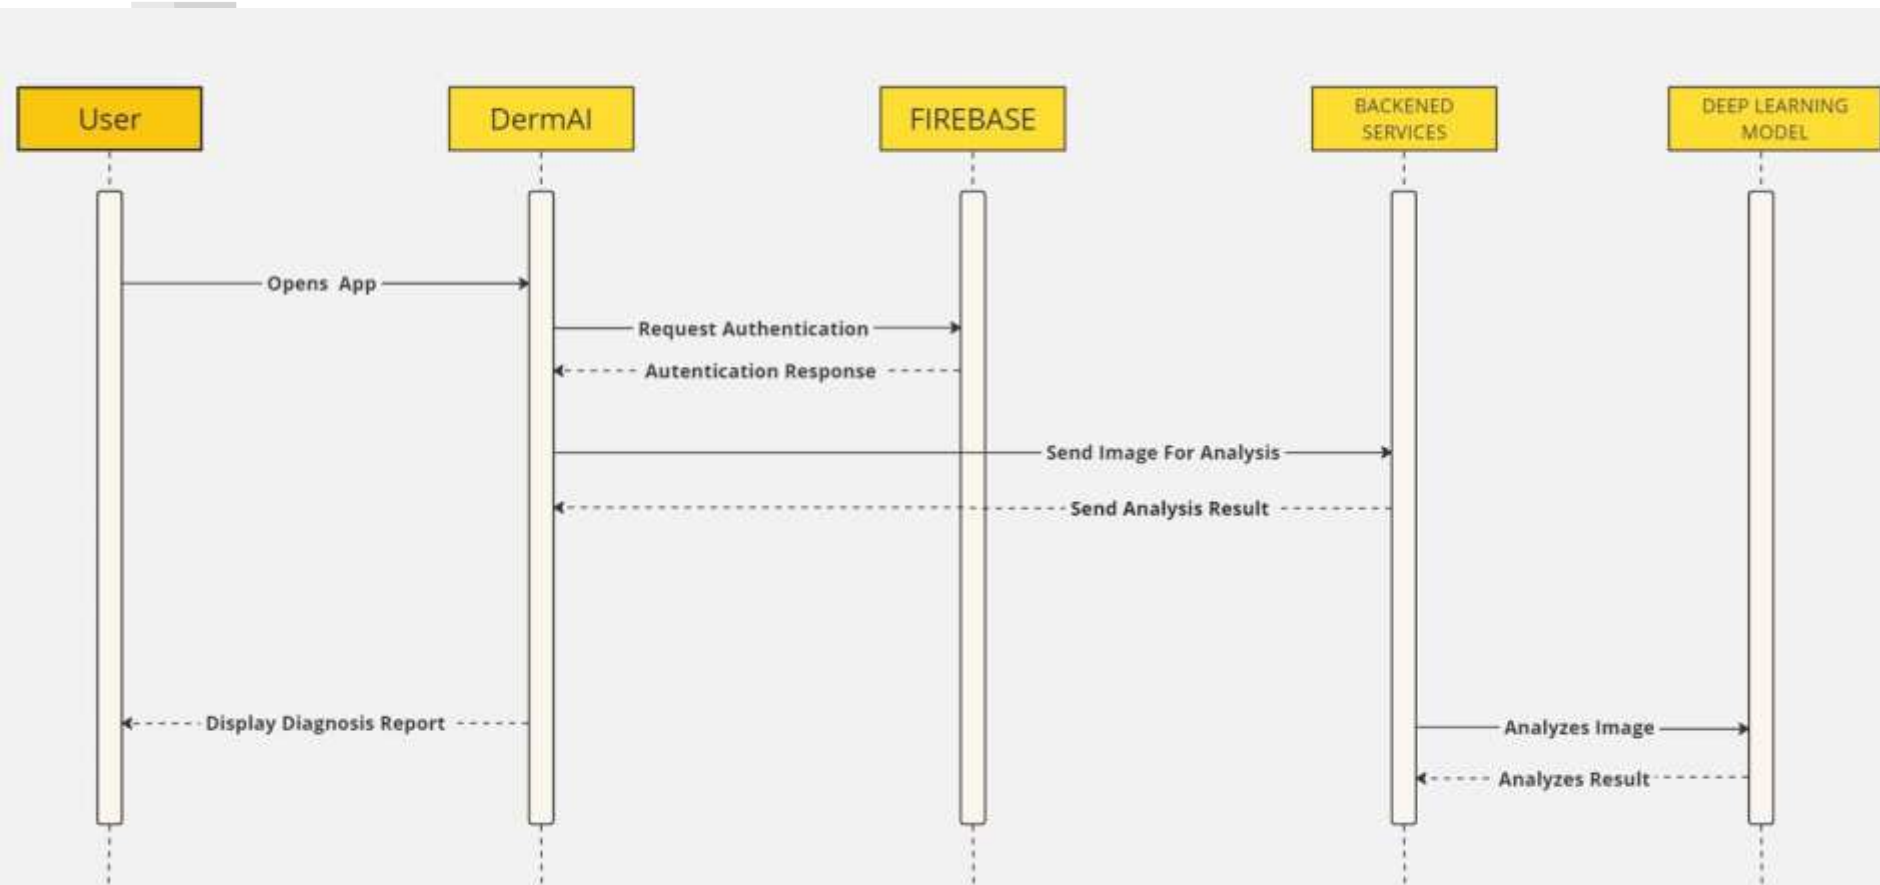 User
DermAI
FIREBASE
BACKENED
SERVICES
DEEP LEARNING
MODEL
Opens App
Request Authentication
Autentication Response
Send Image For Analysis
Send Analysis Result
Display Diagnosis Report
Analyzes Image
Analyzes Result